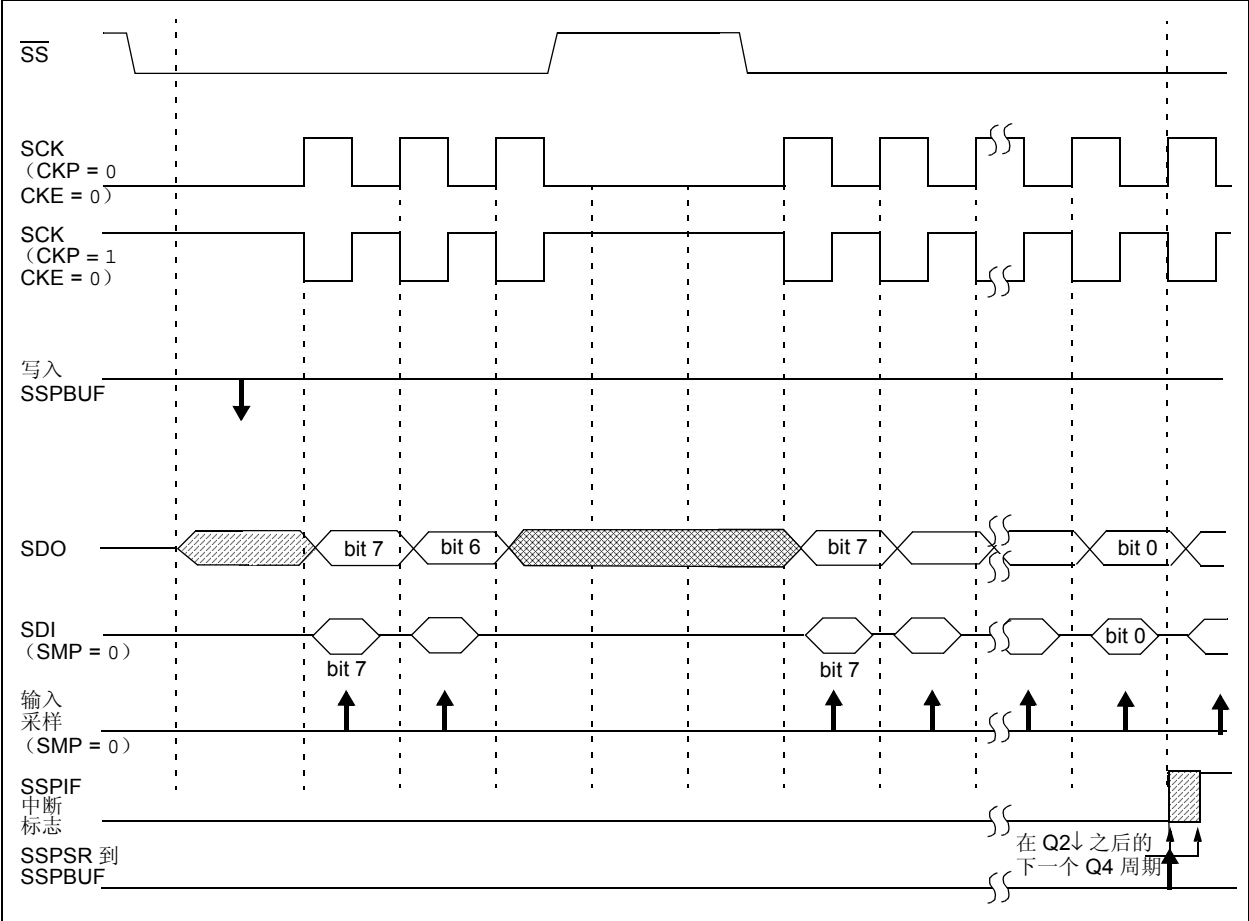 SS
SCK
（CKP = 0
CKE = 0）
SCK
（CKP = 1
CKE = 0）
写入
SSPBUF
SDO
bit 7
bit 6
bit 7
bit 0
SDI
（SMP = 0）
bit 0
bit 7
bit 7
输入
采样
（SMP = 0）
SSPIF
中断
标志
在 Q2↓ 之后的
下一个 Q4 周期
SSPSR 到
SSPBUF